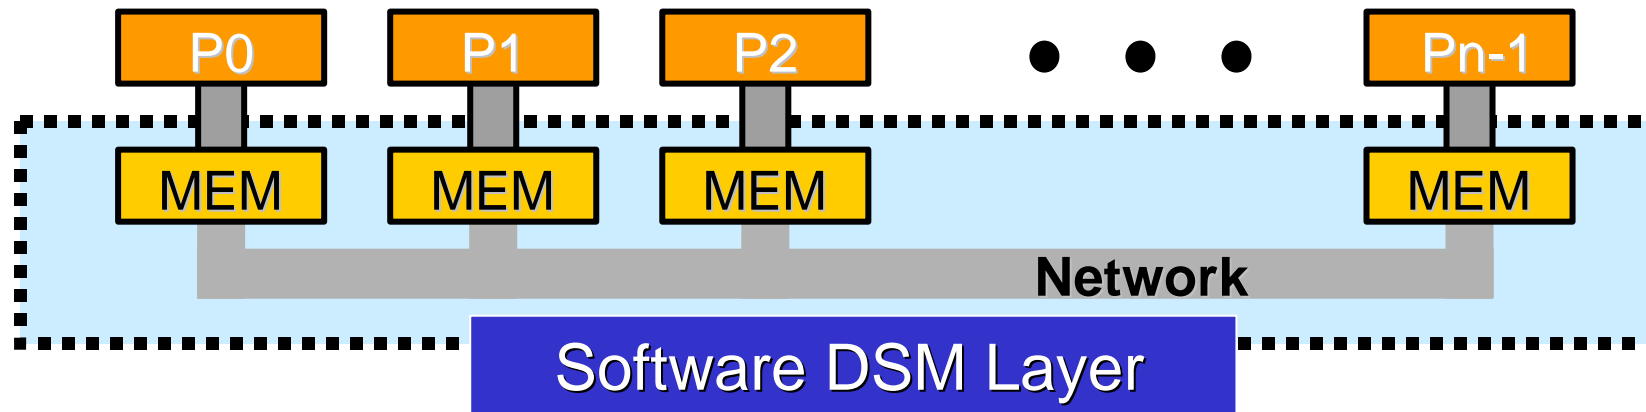 P0 P1 P2 Pn-1
MEM MEM MEM MEM
Network
Software DSM Layer